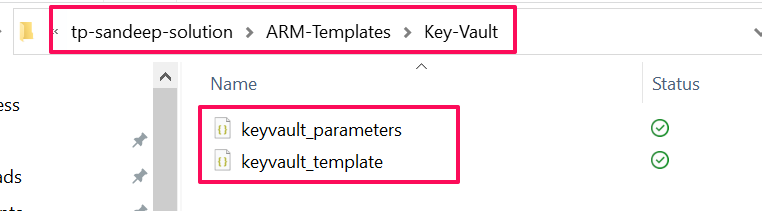 « tp-sandeep-solution > ARM-Templates > Key-Vault
Name Status
ess
keyvault_parameters
keyvault_template
ads